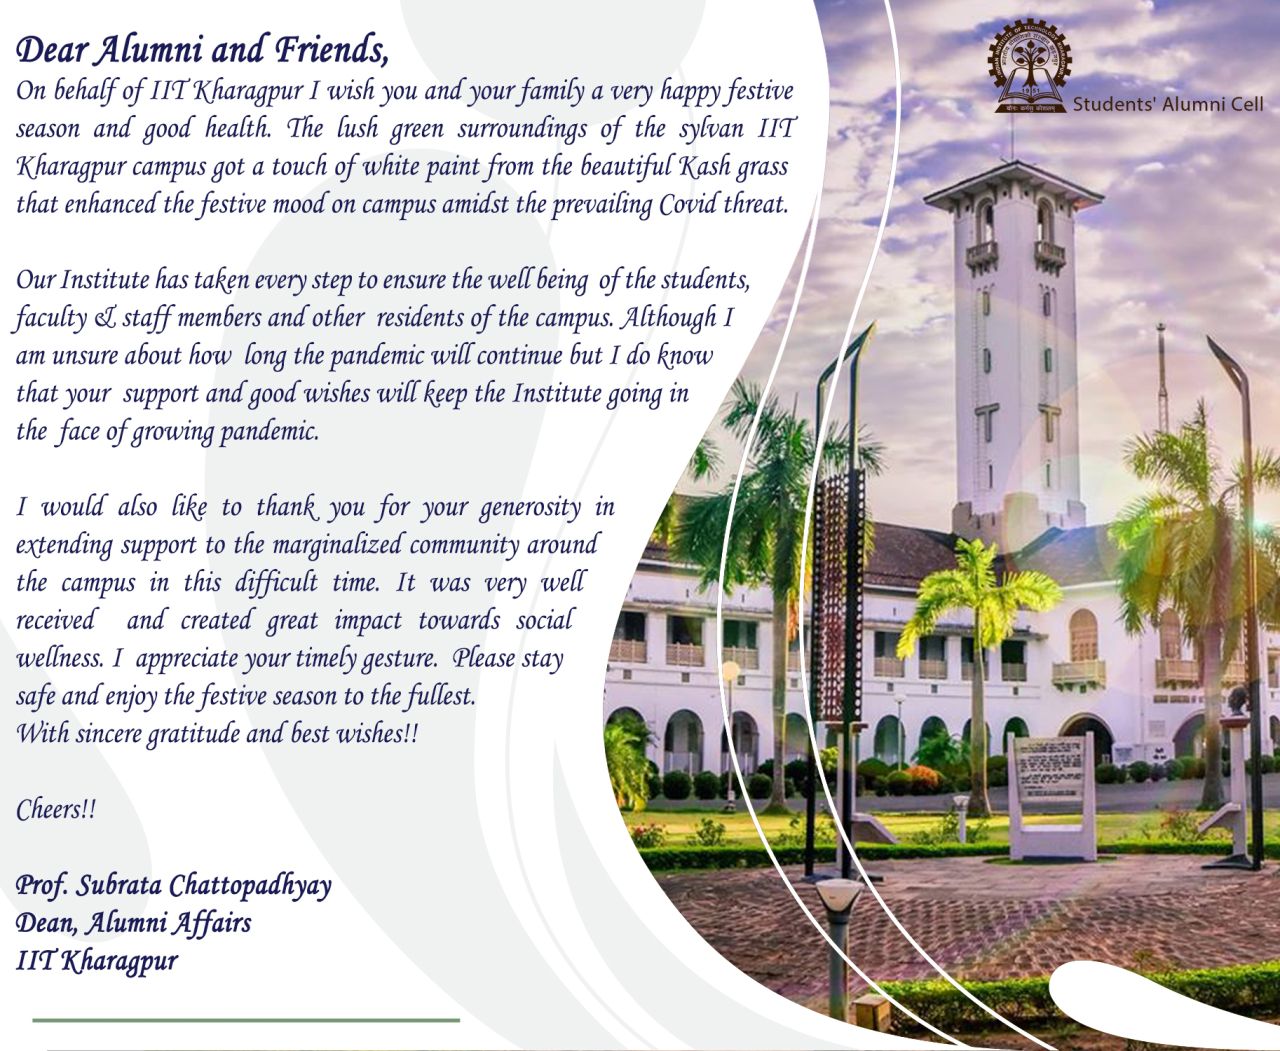 Dear Alumni and Friends,
On behalf of IIT Kharagpur I wish you and your family a very happy festive
season and good health. The lush green surroundings of the sylvan IIT
Kharagpur campus got a touch of white paint from the beautiful Kash grass
that enhanced the festive mood on campus amidst the prevailing Covid threat.
Our Institute has taken every step to ensure the well being of the students,
faculty & staff members and other residents of the campus. Although I
am unsure about how long the pandemic will continue but I do know
that your support and good wishes will keep the Institute going in
the face of growing pandemic.
I would also like to thank you for your generosity in
extending support to the marginalized community around
the campus in this difficult time. It was very well
received and created great impact towards social
wellness. I appreciate your timely gesture. Please stay
safe and enjoy the festive season to the fullest.
With sincere gratitude and best wishes!!
Cheers!!
Prof. Subrata Chattopadhyay
Dean, Alumni Affairs
IIT Kharagpur
INDIAN INSTITUTE OF TECHNOLOGY KHARAGPUR
1951
Students' Alumni Cell